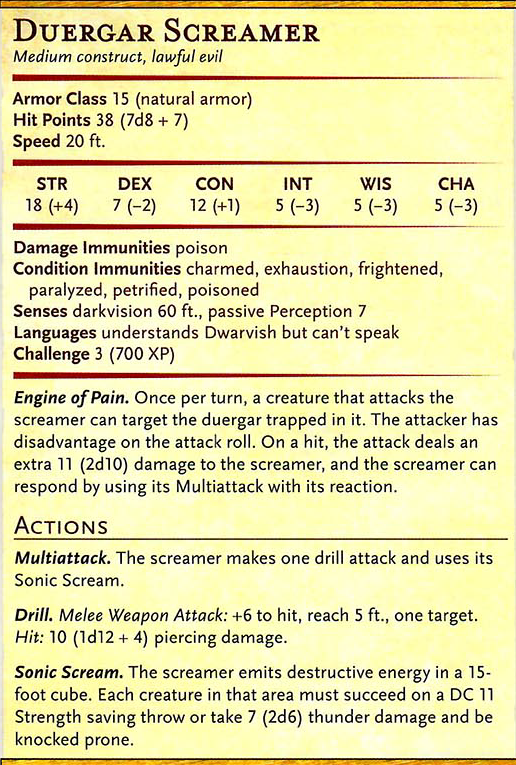 DUERGAR SCREAMER
Medium construct, lawful evil
Armor Class 15 (natural armor)
Hit Points 38 (7d8 + 7)
Speed 20 ft.
STR DEX CON INT WIS CHA
18 (+4) 7 (–2) 12 (+1) 5 (–3) 5 (–3) 5 (–3)
Damage Immunities poison
Condition Immunities charmed, exhaustion, frightened,
paralyzed, petrified, poisoned
Senses darkvision 60 ft., passive Perception 7
Languages understands Dwarvish but can't speak
Challenge 3 (700 XP)
Engine of Pain. Once per turn, a creature that attacks the
screamer can target the duergar trapped in it. The attacker has
disadvantage on the attack roll. On a hit, the attack deals an
extra 11 (2d10) damage to the screamer, and the screamer can
respond by using its Multiattack with its reaction.
ACTIONS
Multiattack. The screamer makes one drill attack and uses its
Sonic Scream.
Drill. Melee Weapon Attack: +6 to hit, reach 5 ft., one target.
Hit: 10 (1d12 + 4) piercing damage.
Sonic Scream. The screamer emits destructive energy in a 15-
foot cube. Each creature in that area must succeed on a DC 11
Strength saving throw or take 7 (2d6) thunder damage and be
knocked prone.